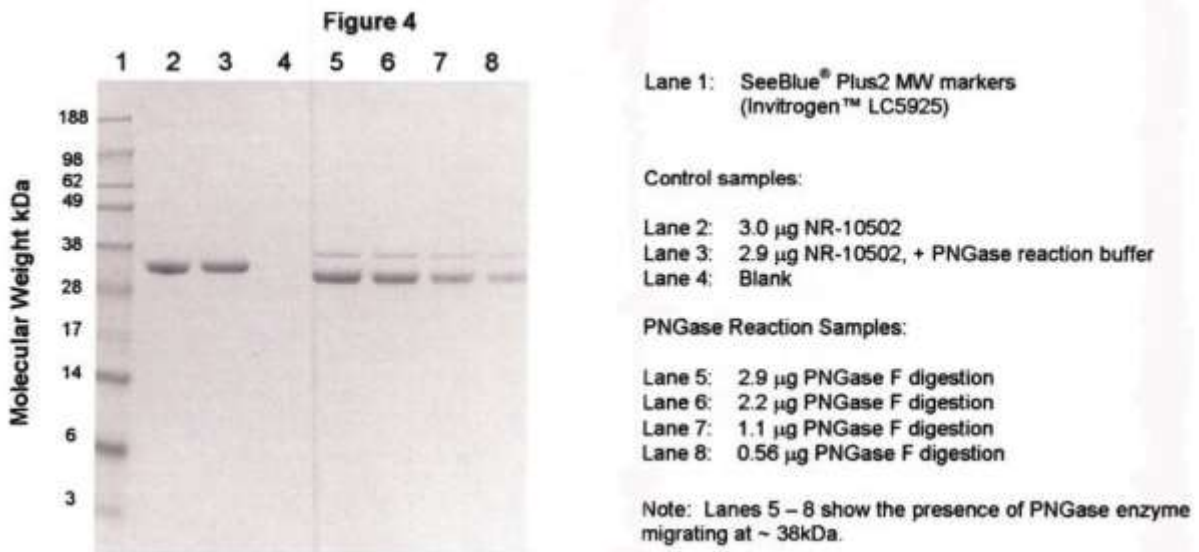 Figure 4
1 2 3 4 5 6 7 8
Molecular Weight kDa
188
98
62
49
38
28
17
14
6
3
Lane 1: SeeBlue® Plus2 MW markers
(Invitrogen™ LC5925)
Control samples:
Lane 2: 3.0 µg NR-10502
Lane 3: 2.9 µg NR-10502, + PNGase reaction buffer
Lane 4: Blank
PNGase Reaction Samples:
Lane 5: 2.9 µg PNGase F digestion
Lane 6: 2.2 µg PNGase F digestion
Lane 7: 1.1 µg PNGase F digestion
Lane 8: 0.56 µg PNGase F digestion
Note: Lanes 5 – 8 show the presence of PNGase enzyme
migrating at ~ 38kDa.